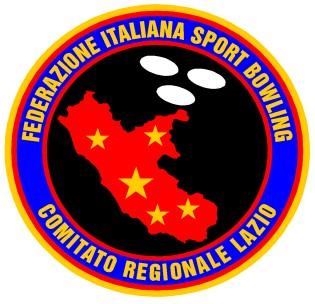 FEDERAZIONE ITALIANA SPORT BOWLING
COMITATO REGIONALE LAZIO